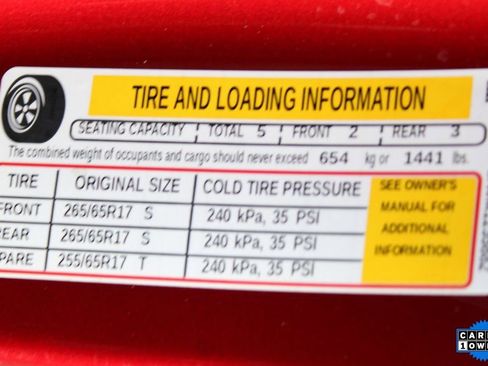 TIRE AND LOADING INFORMATION
SEATING CAPACITY TOTAL 5 FRONT 2 REAR 3
The combined weight of occupants and cargo should never exceed 654 kg or 1441 lbs.
TIRE ORIGINAL SIZE COLD TIRE PRESSURE
FRONT 265/65R17 S 240 kPa, 35 PSI
REAR 265/65R17 S 240 kPa, 35 PSI
SPARE 255/65R17 T 240 kPa, 35 PSI
SEE OWNER'S
MANUAL FOR
ADDITIONAL
INFORMATION
CARF
1 OWN